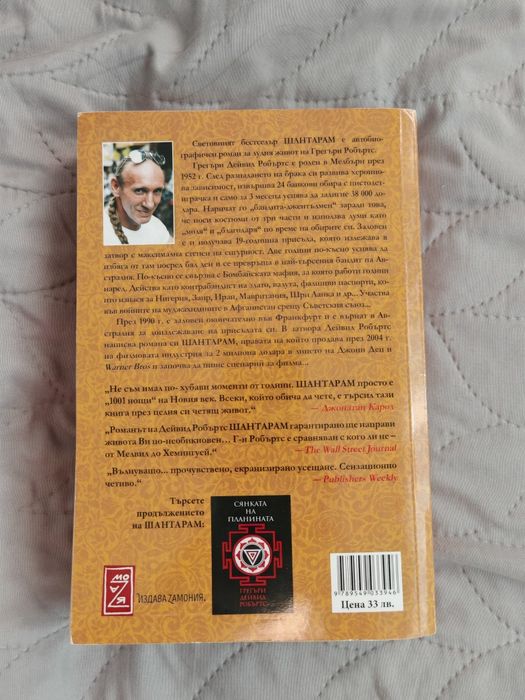 Световният бестселър ШАНТАРАМ е автобио-
графичен роман за лудия живот на Грегъри Робъртс.
Грегъри Дейвид Робъртс е роден в Мелбърн през
1952 г. След разпадането на брака си развива хероино-
ва зависимост, извършва 24 банкови обира с пистолет-
играчка и само за 3 месеца успява да задигне 38 000 до-
лара. Наричат го „бандита-джентълмен“ заради това,
че носи костюми от три части и използва думи като
„моля“ и „благодаря“ по време на обирите си. Заловен
е и получава 19-годишна присъда, която излежава в
затвор с максимална степен на сигурност. Две години по-късно успява да
избяга от там посред бял ден и се превръща в най-търсения бандит на Ав-
стралия. По-късно се свързва с Бомбайската мафия, за която работи години
наред. Действа като контрабандист на злато, валута, фалшиви паспорти, ко-
ито изнася за Нигерия, Заир, Иран, Мавритания, Шри Ланка и др... Участва
във войните на муджахидините в Афганистан срещу Съветския съюз...
През 1990 г. е заловен окончателно във Франкфурт и е върнат в Ав-
стралия за доизлежаване на присъдата си. В затвора Дейвид Робъртс
написва романа си ШАНТАРАМ, правата на който продава през 2004 г.
на филмовата индустрия за 2 милиона долара в лицето на Джони Деп и
Warner Bros и започва да пише сценарий за филма...
„Не съм имал по- хубави моменти от години. ШАНТАРАМ просто е
„1001 нощи“ на Новия век. Всеки, който обича да чете, е търсил тази
книга през целия си четящ живот.“
— Джонатан Карол
„Романът на Дейвид Робъртс ШАНТАРАМ гарантирано ще направи
живота Ви по-необикновен... Г-н Робъртс е сравняван с кого ли не –
от Мелвил до Хемингуей.“
— The Wall Street Journal
„Вълнуващо... прочувствено, екранизирано усещане. Сензационно
четиво.“
— Publishers Weekly
Търсете
продължението
на ШАНТАРАМ:
СЯНКАТА
НА
ПЛАНИНАТА
ГРЕГЪРИ
ДЕЙВИД
РОБЪРТС
ИЗДАВА ZAMОНИЯ.
9 789549 033946
Цена 33 лв.